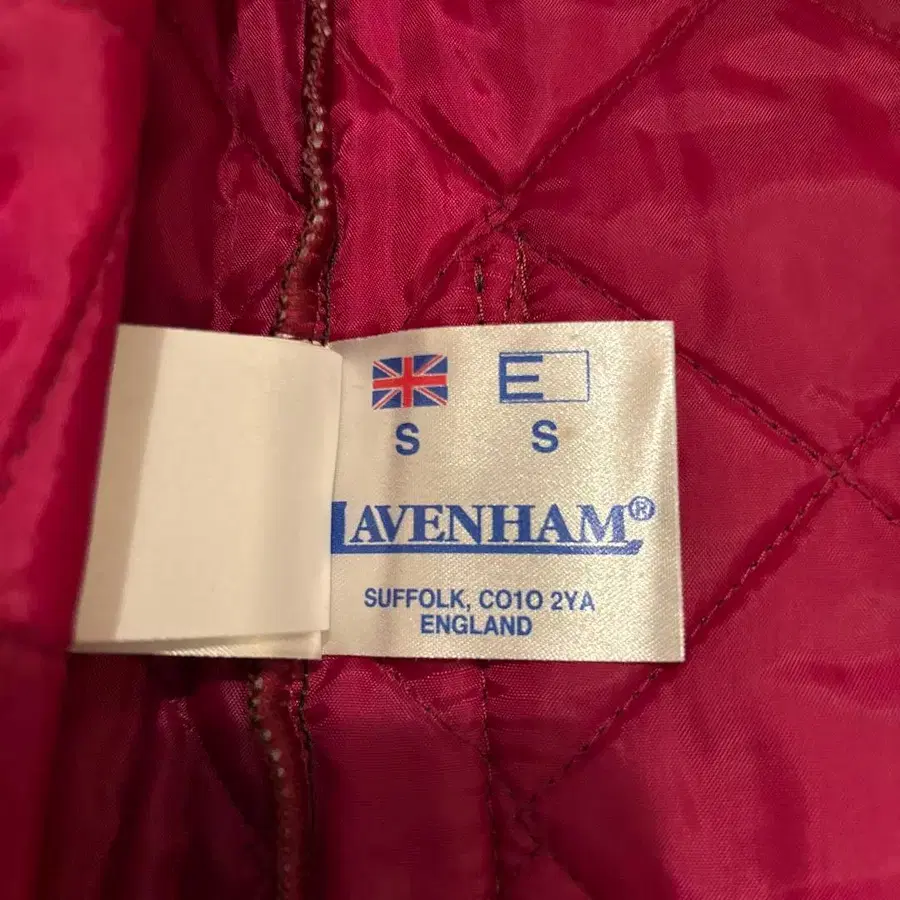 E
S S
LAVENHAM®
SUFFOLK, CO10 2YA
ENGLAND